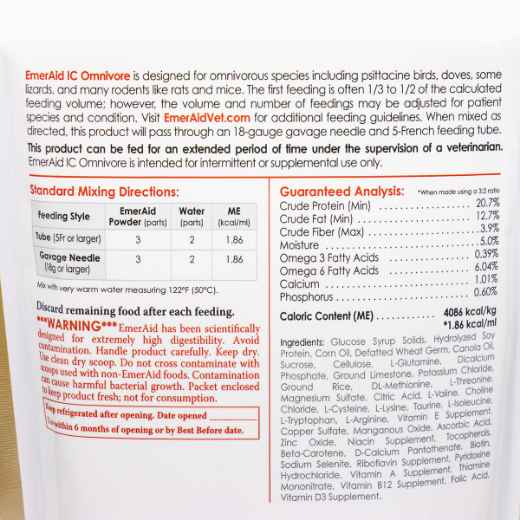 EmerAid IC Omnivore is designed for omnivorous species including psittacine birds, doves, some
lizards, and many rodents like rats and mice. The first feeding is often 1/3 to 1/2 of the calculated
feeding volume; however, the volume and number of feedings may be adjusted for patient
species and condition. Visit EmerAidVet.com for additional feeding guidelines. When mixed as
directed, this product will pass through an 18-gauge gavage needle and 5-French feeding tube.
This product can be fed for an extended period of time under the supervision of a veterinarian.
EmerAid IC Omnivore is intended for intermittent or supplemental use only.
Standard Mixing Directions:
Feeding Style EmerAid Powder (parts) Water (parts) ME (kcal/ml)
Tube (5Fr or larger) 3 2 1.86
Gavage Needle (18g or larger) 3 2 1.86
Mix with very warm water measuring 122°F (50°C).
Discard remaining food after each feeding.
***WARNING*** EmerAid has been scientifically
designed for extremely high digestibility. Avoid
contamination. Handle product carefully. Keep dry.
Use clean dry scoop. Do not cross contaminate with
scoops used with non-EmerAid foods. Contamination
can cause harmful bacterial growth. Packet enclosed
to keep product fresh; not for consumption.
Keep refrigerated after opening. Date opened
within 6 months of opening or by Best Before date.
Guaranteed Analysis: *When made using a 3:2 ratio
Crude Protein (Min) 20.7%
Crude Fat (Min) 12.7%
Crude Fiber (Max) 3.9%
Moisture 5.0%
Omega 3 Fatty Acids 0.39%
Omega 6 Fatty Acids 6.04%
Calcium 1.01%
Phosphorus 0.60%
Caloric Content (ME) 4086 kcal/kg
*1.86 kcal/ml
Ingredients: Glucose Syrup Solids, Hydrolyzed Soy
Protein, Corn Oil, Defatted Wheat Germ, Canola Oil,
Sucrose, Cellulose, L-Glutamine, Dicalcium
Phosphate, Ground Limestone, Potassium Chloride,
Ground Rice, DL-Methionine, L-Threonine,
Magnesium Sulfate, Citric Acid, L-Valine, Choline
Chloride, L-Cysteine, L-Lysine, Taurine, L-Isoleucine,
L-Tryptophan, L-Arginine, Vitamin E Supplement,
Copper Sulfate, Manganous Oxide, Ascorbic Acid,
Zinc Oxide, Niacin Supplement, Tocopherols,
Beta-Carotene, D-Calcium Pantothenate, Biotin,
Sodium Selenite, Riboflavin Supplement, Pyridoxine
Hydrochloride, Vitamin A Supplement, Thiamine
Mononitrate, Vitamin B12 Supplement, Folic Acid,
Vitamin D3 Supplement.